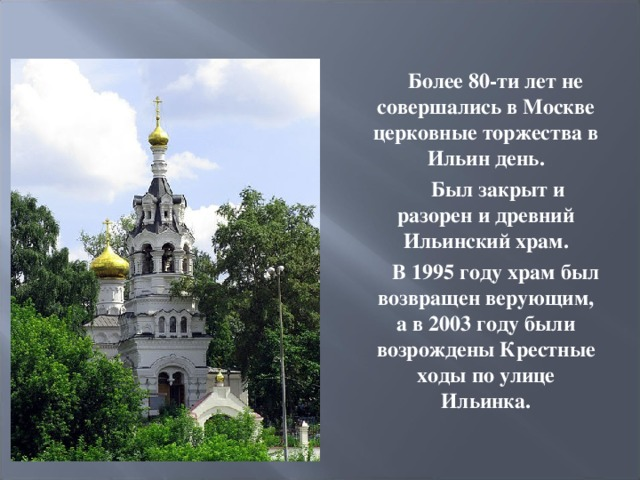 Более 80-ти лет не
совершались в Москве
церковные торжества в
Ильин день.
Был закрыт и
разорен и древний
Ильинский храм.
В 1995 году храм был
возвращен верующим,
а в 2003 году были
возрождены Крестные
ходы по улице
Ильинка.